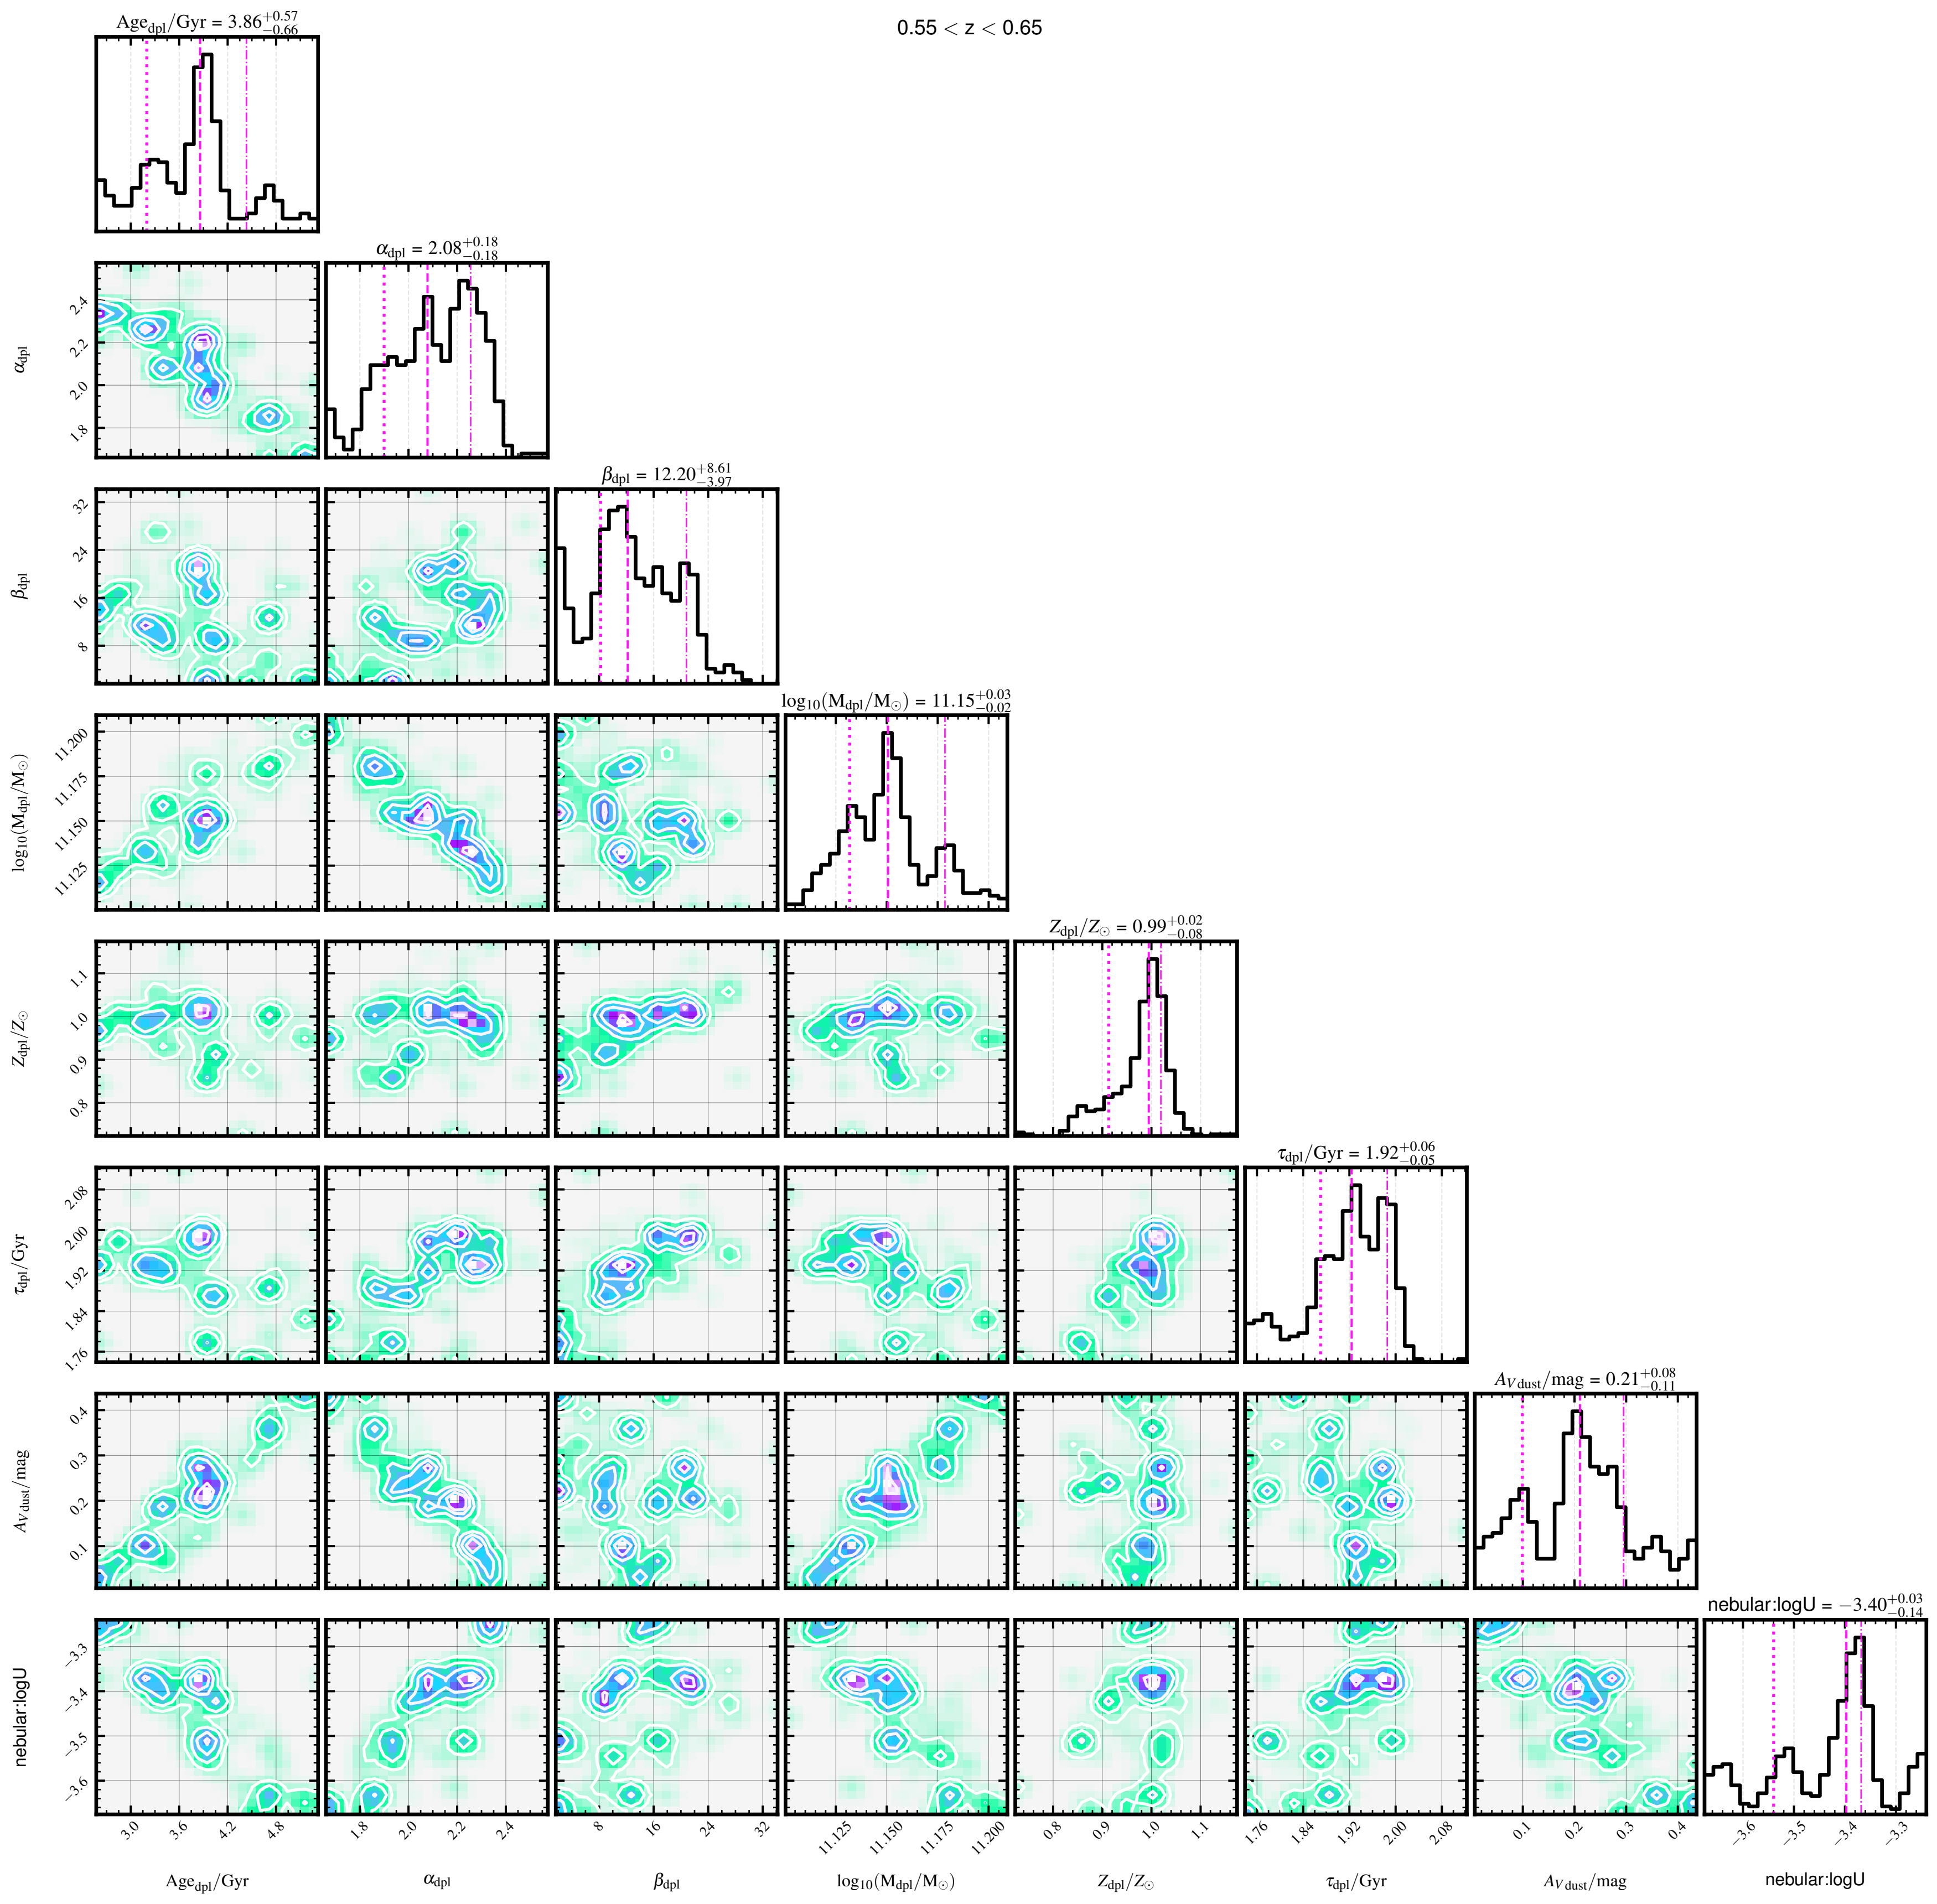 0.55 < z < 0.65
Age_dpl/Gyr = 3.86^{+0.57}_{−0.66}
α_dpl = 2.08^{+0.18}_{−0.18}
2.4
2.2
2.0
1.8
α_dpl
β_dpl = 12.20^{+8.61}_{−3.97}
32
24
16
8
β_dpl
log₁₀(M_dpl/M_⊙) = 11.15^{+0.03}_{−0.02}
11.200
11.175
11.150
11.125
log₁₀(M_dpl/M_⊙)
Z_dpl/Z_⊙ = 0.99^{+0.02}_{−0.08}
1.1
1.0
0.9
0.8
Z_dpl/Z_⊙
τ_dpl/Gyr = 1.92^{+0.06}_{−0.05}
2.08
2.00
1.92
1.84
1.76
τ_dpl/Gyr
A_{V dust}/mag = 0.21^{+0.08}_{−0.11}
0.4
0.3
0.2
0.1
A_{V dust}/mag
nebular:logU = −3.40^{+0.03}_{−0.14}
−3.3
−3.4
−3.5
−3.6
nebular:logU
3.0 3.6 4.2 4.8 1.8 2.0 2.2 2.4 8 16 24 32 11.125 11.150 11.175 11.200 0.8 0.9 1.0 1.1 1.76 1.84 1.92 2.00 2.08 0.1 0.2 0.3 0.4 −3.6 −3.5 −3.4 −3.3
Age_dpl/Gyr α_dpl β_dpl log₁₀(M_dpl/M_⊙) Z_dpl/Z_⊙ τ_dpl/Gyr A_{V dust}/mag nebular:logU